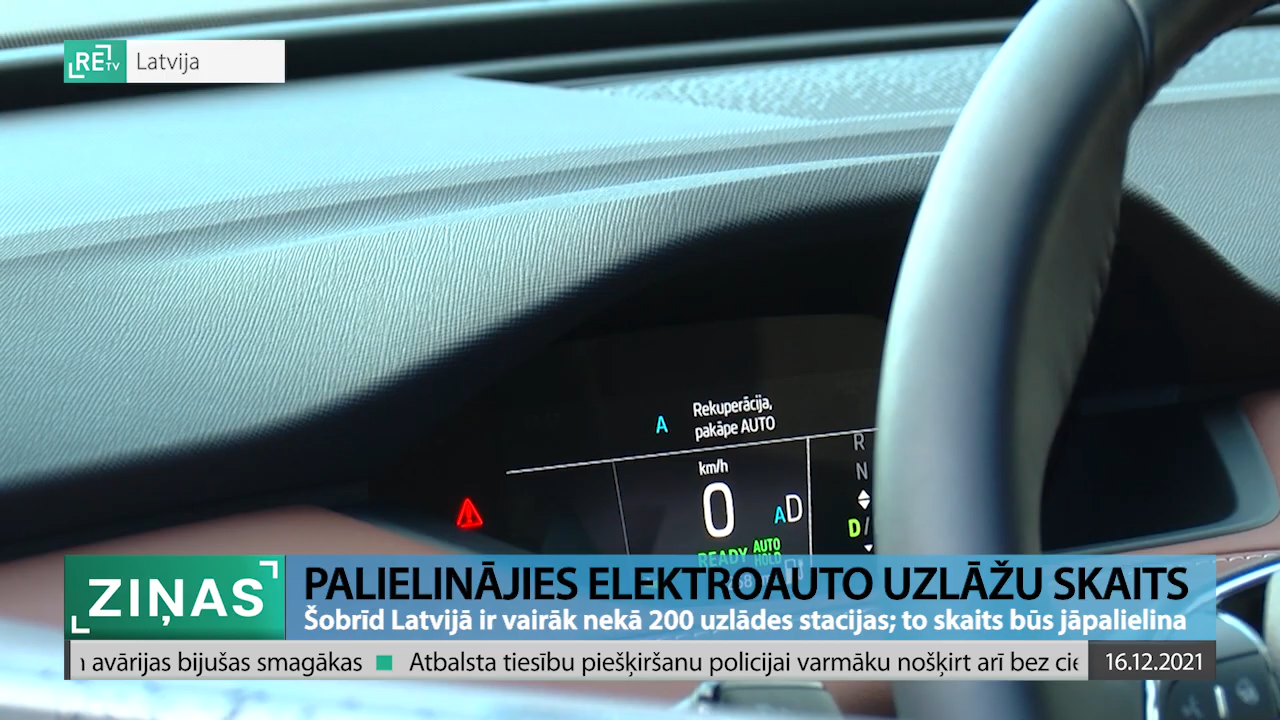 RE TV Latvija
A Rekuperācija,
pakāpe AUTO
km/h
0
AD
READY AUTO HOLD
R
N
D/
ZIŅAS
PALIELINĀJIES ELEKTROAUTO UZLĀŽU SKAITS
Šobrīd Latvijā ir vairāk nekā 200 uzlādes stacijas; to skaits būs jāpalielina
avārijas bijušas smagākas ■ Atbalsta tiesību piešķiršanu policijai varmāku nošķirt arī bez cie
16.12.2021